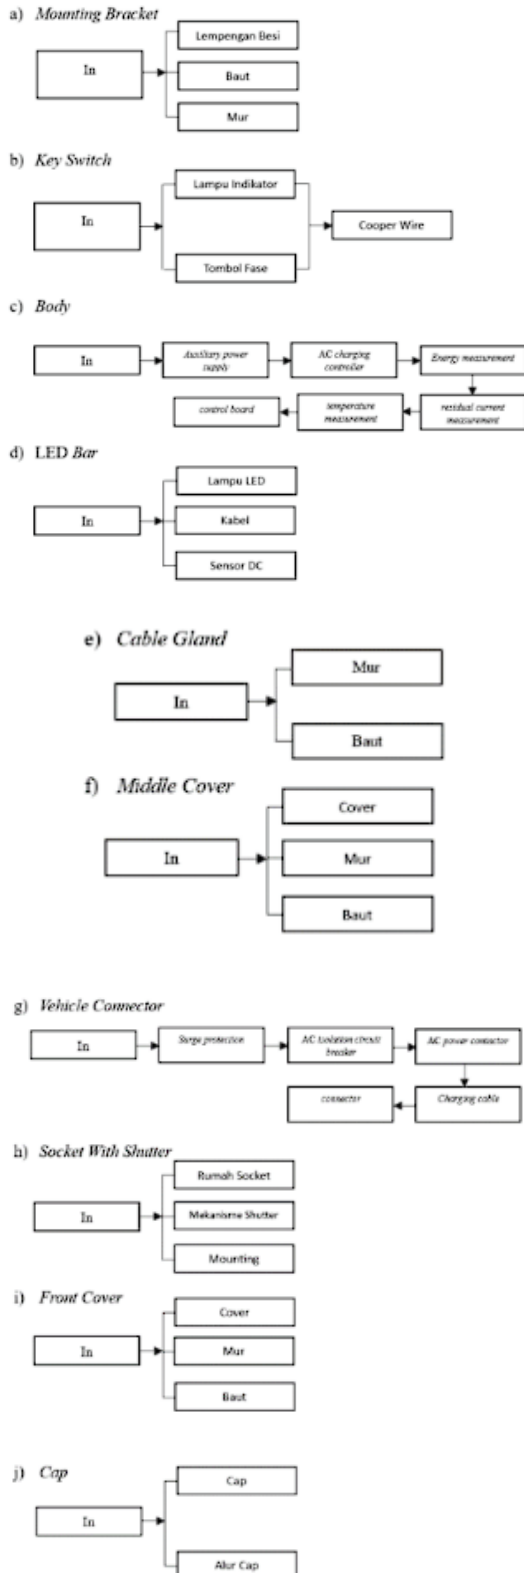 a) Mounting Bracket
In
Lempengan Besi
Baut
Mur
b) Key Switch
In
Lampu Indikator
Tombol Fase
Cooper Wire
c) Body
In
Auxiliary power
supply
AC charging
controller
Energy measurement
control board
temperature
measurement
residual current
measurement
d) LED Bar
In
Lampu LED
Kabel
Sensor DC
e) Cable Gland
In
Mur
Baut
f) Middle Cover
In
Cover
Mur
Baut
g) Vehicle Connector
In
Surge protection
AC isolation circuit
breaker
AC power contactor
connector
Charging cable
h) Socket With Shutter
In
Rumah Socket
Mekanisme Shutter
Mounting
i) Front Cover
In
Cover
Mur
Baut
j) Cap
In
Cap
Alur Cap